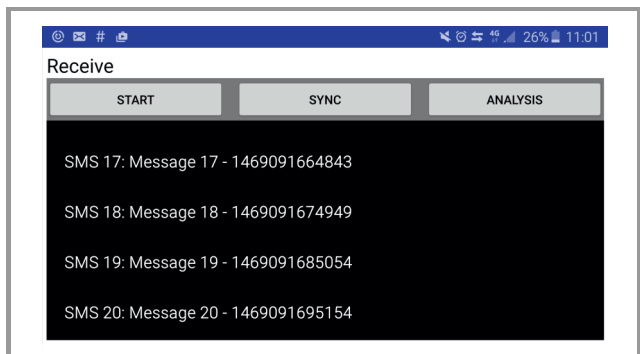 # 4G 26% 11:01
Receive
START SYNC ANALYSIS
SMS 17: Message 17 - 1469091664843
SMS 18: Message 18 - 1469091674949
SMS 19: Message 19 - 1469091685054
SMS 20: Message 20 - 1469091695154